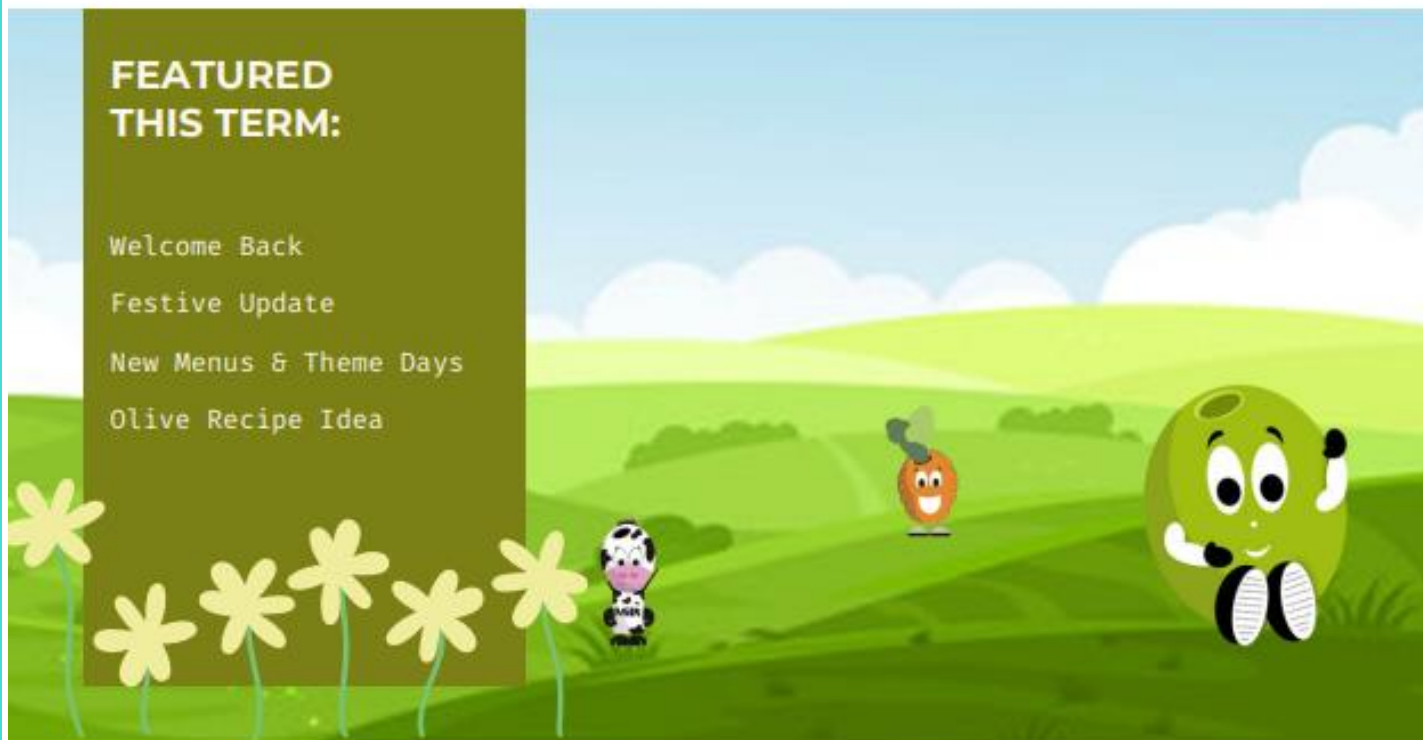 FEATURED
THIS TERM:
Welcome Back
Festive Update
New Menus & Theme Days
Olive Recipe Idea